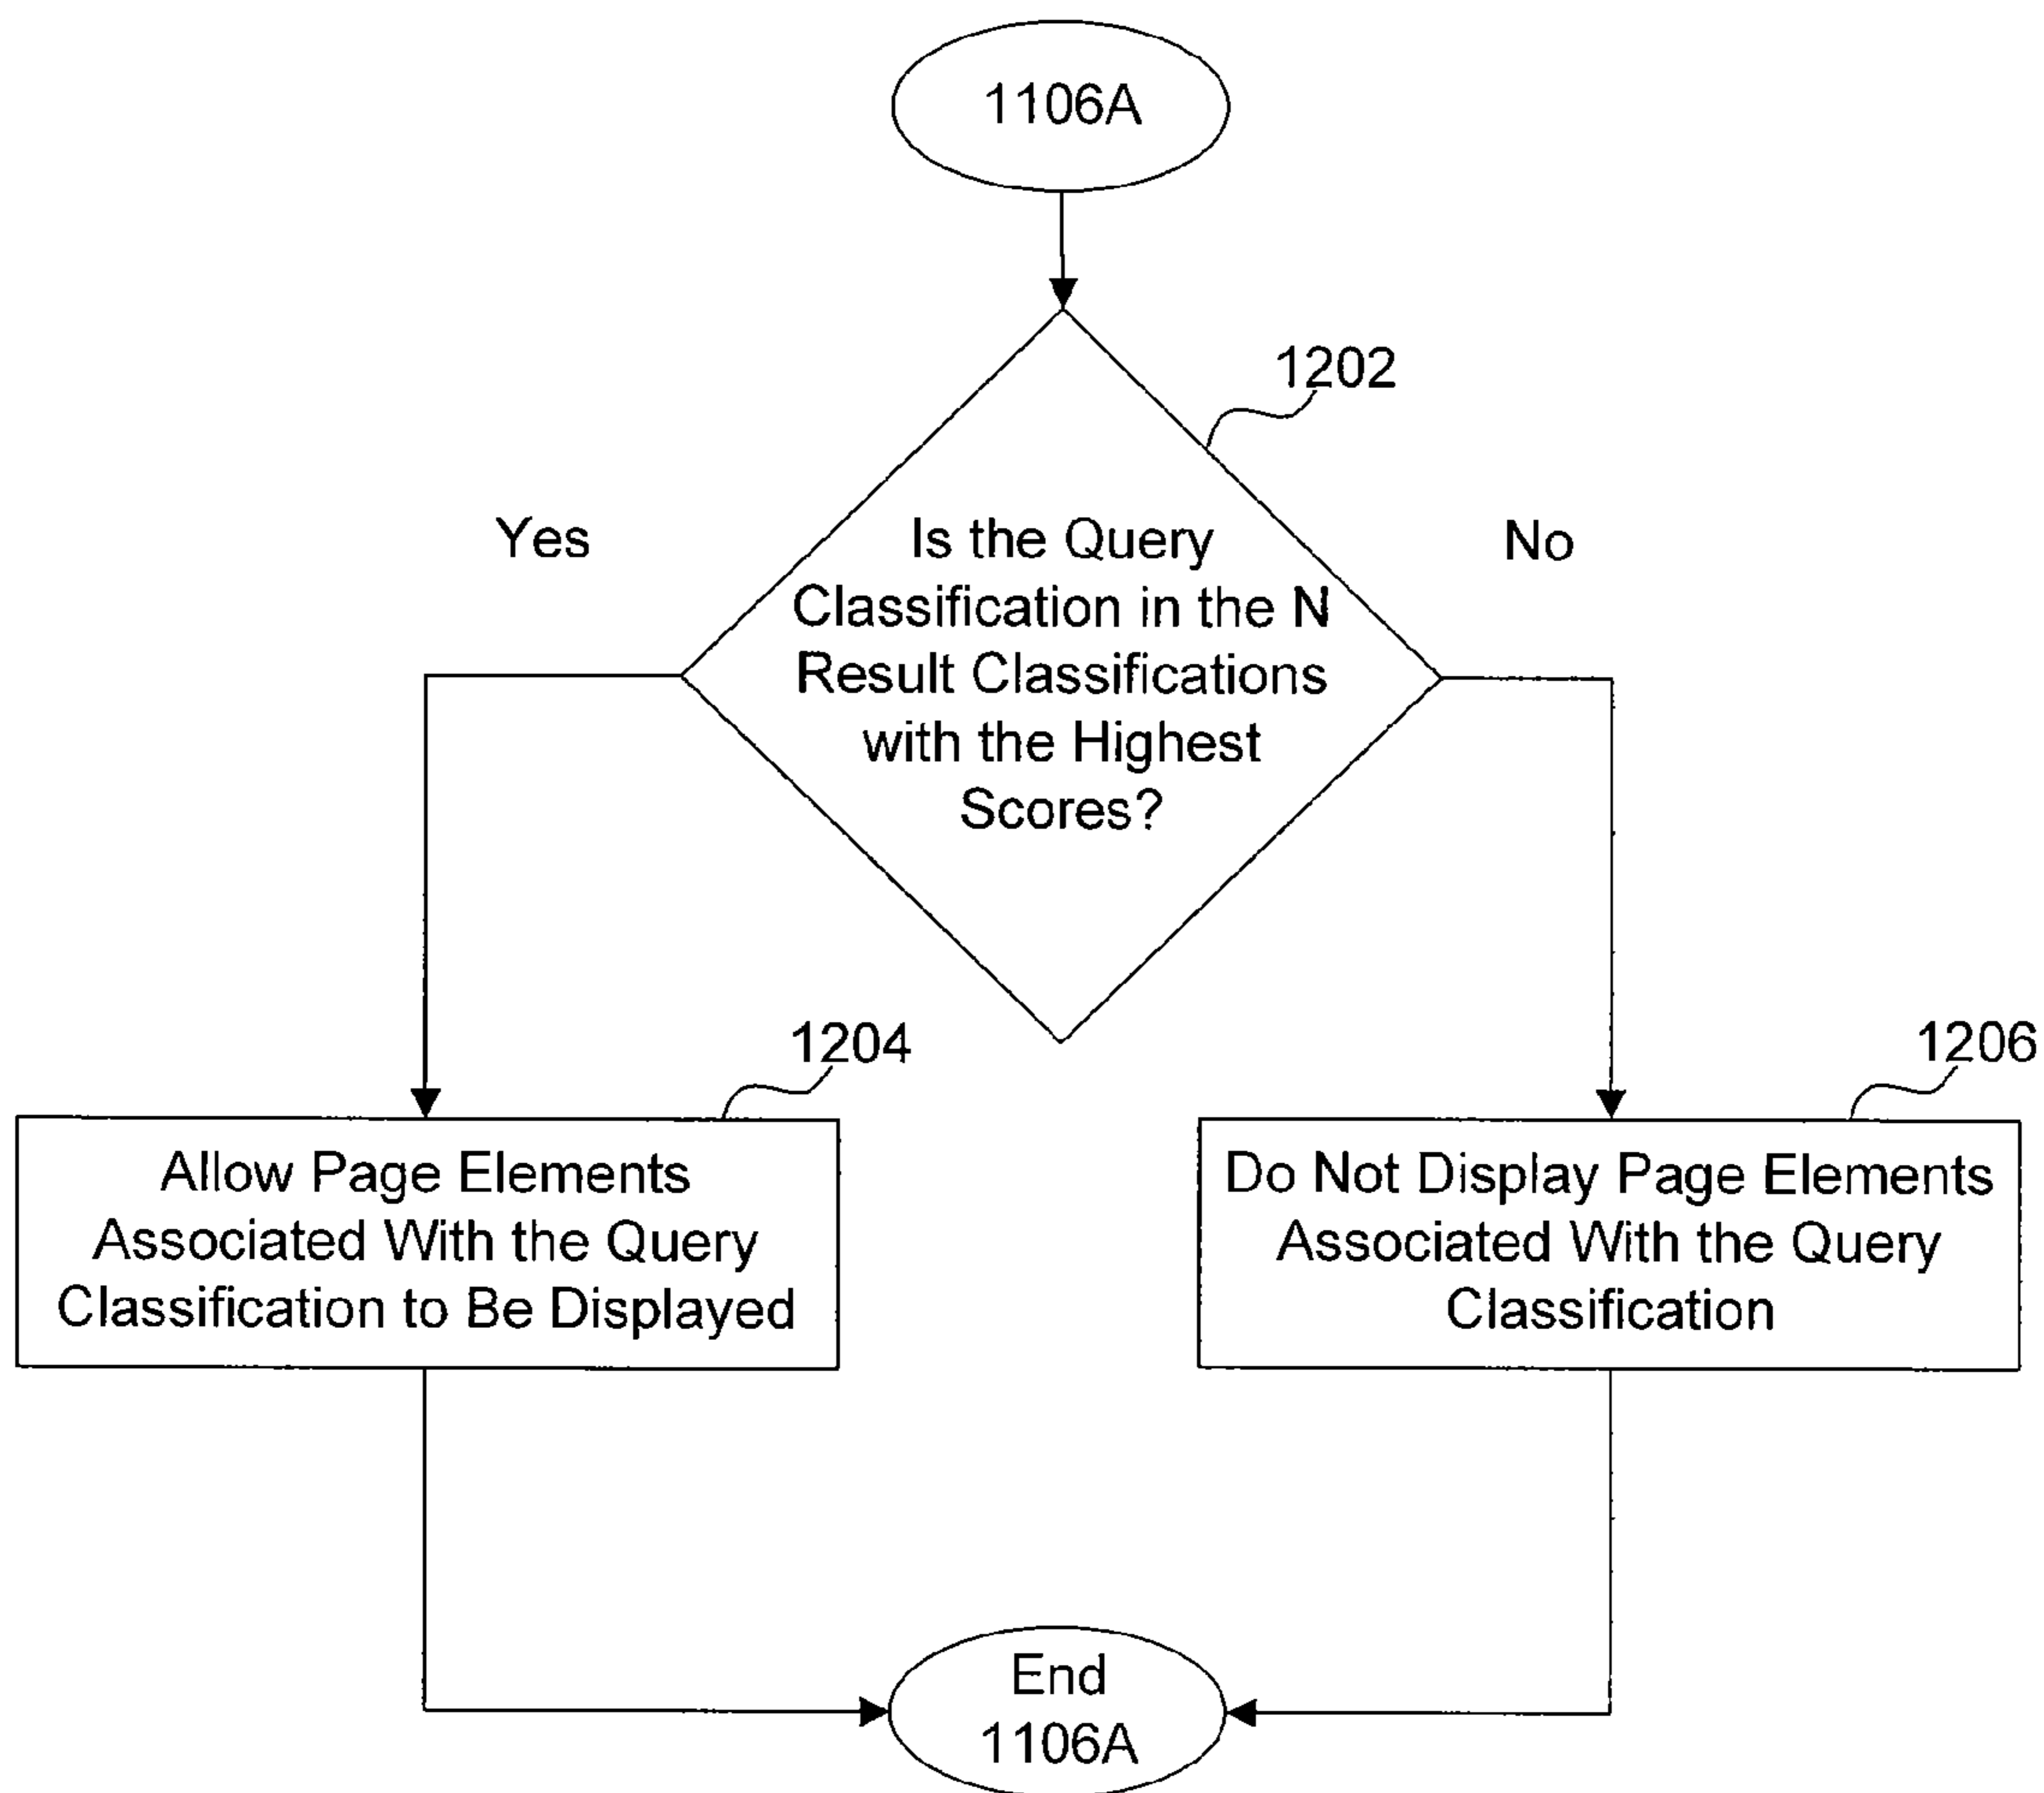 1106A
1202
Yes
Is the Query
Classification in the N
Result Classifications
with the Highest
Scores?
No
1204
Allow Page Elements
Associated With the Query
Classification to Be Displayed
1206
Do Not Display Page Elements
Associated With the Query
Classification
End
1106A